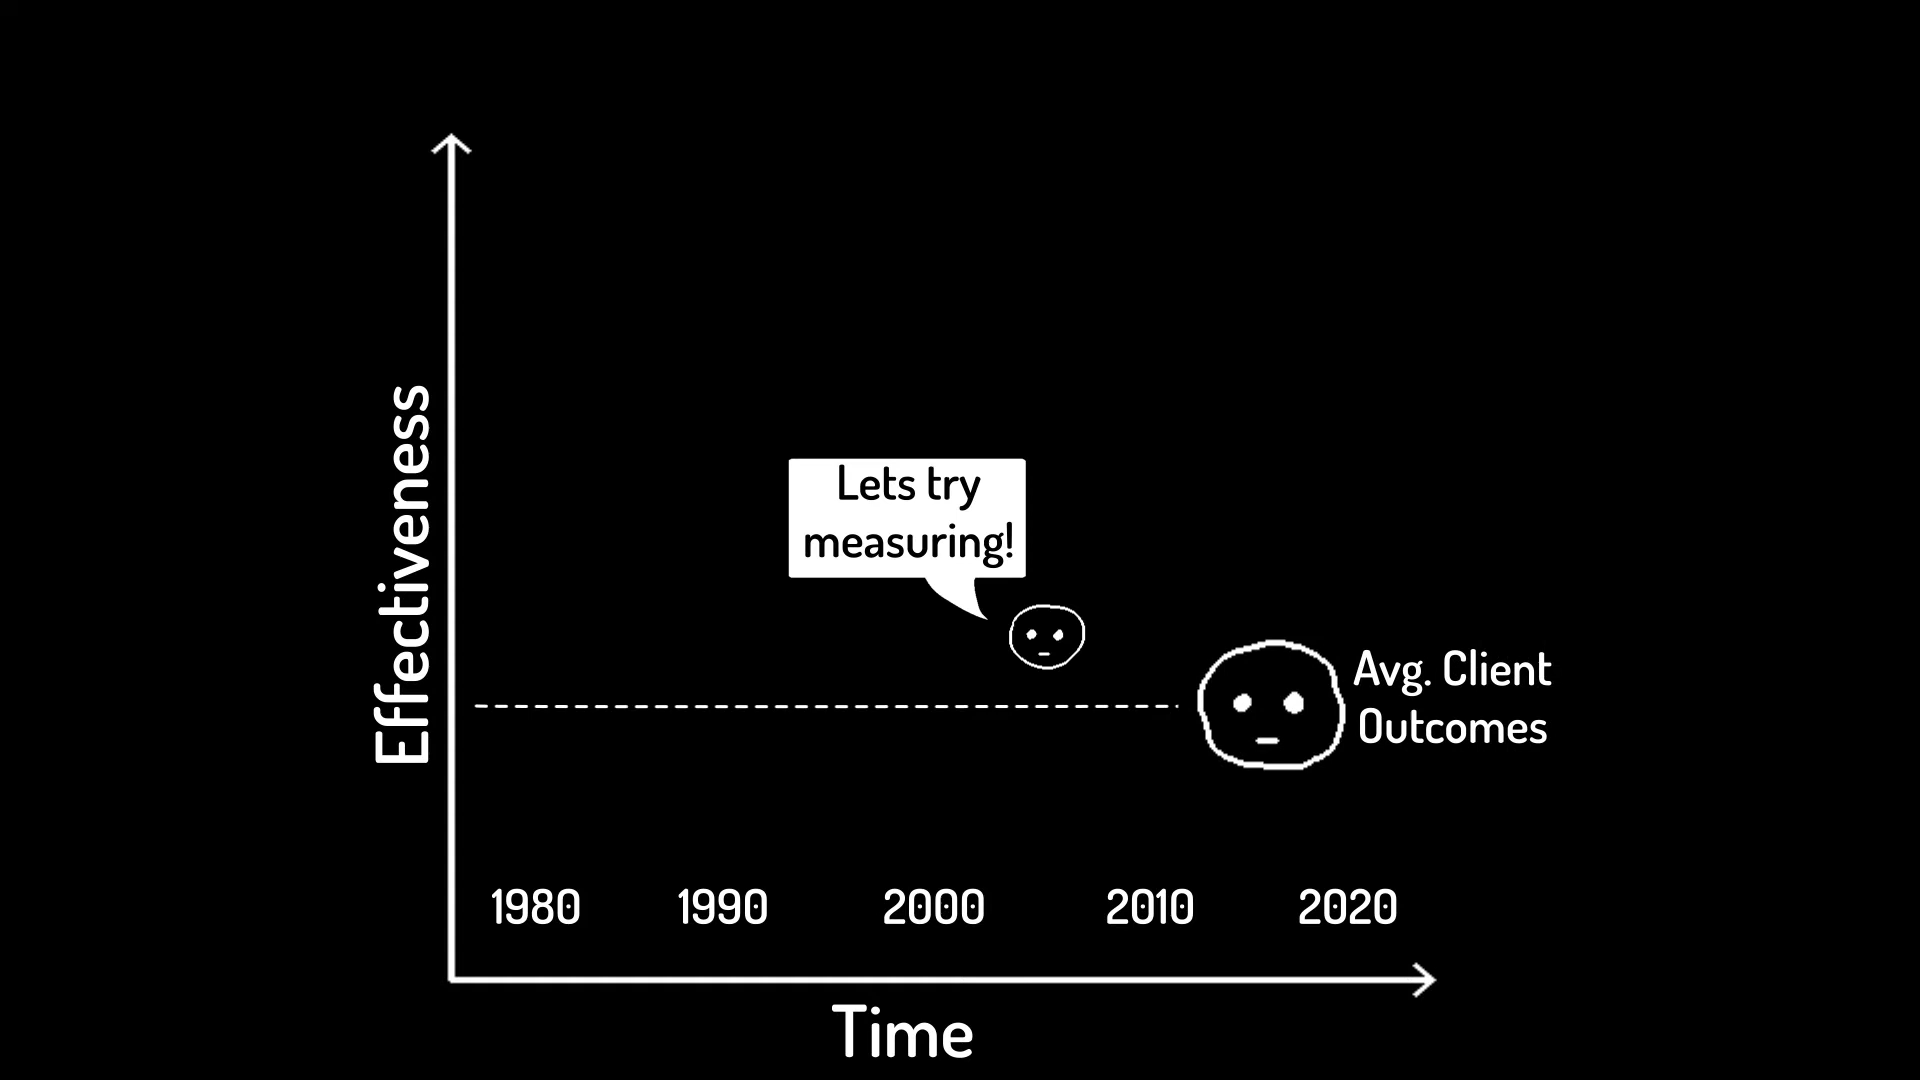 Effectiveness
Lets try
measuring!
Avg. Client
Outcomes
1980 1990 2000 2010 2020
Time